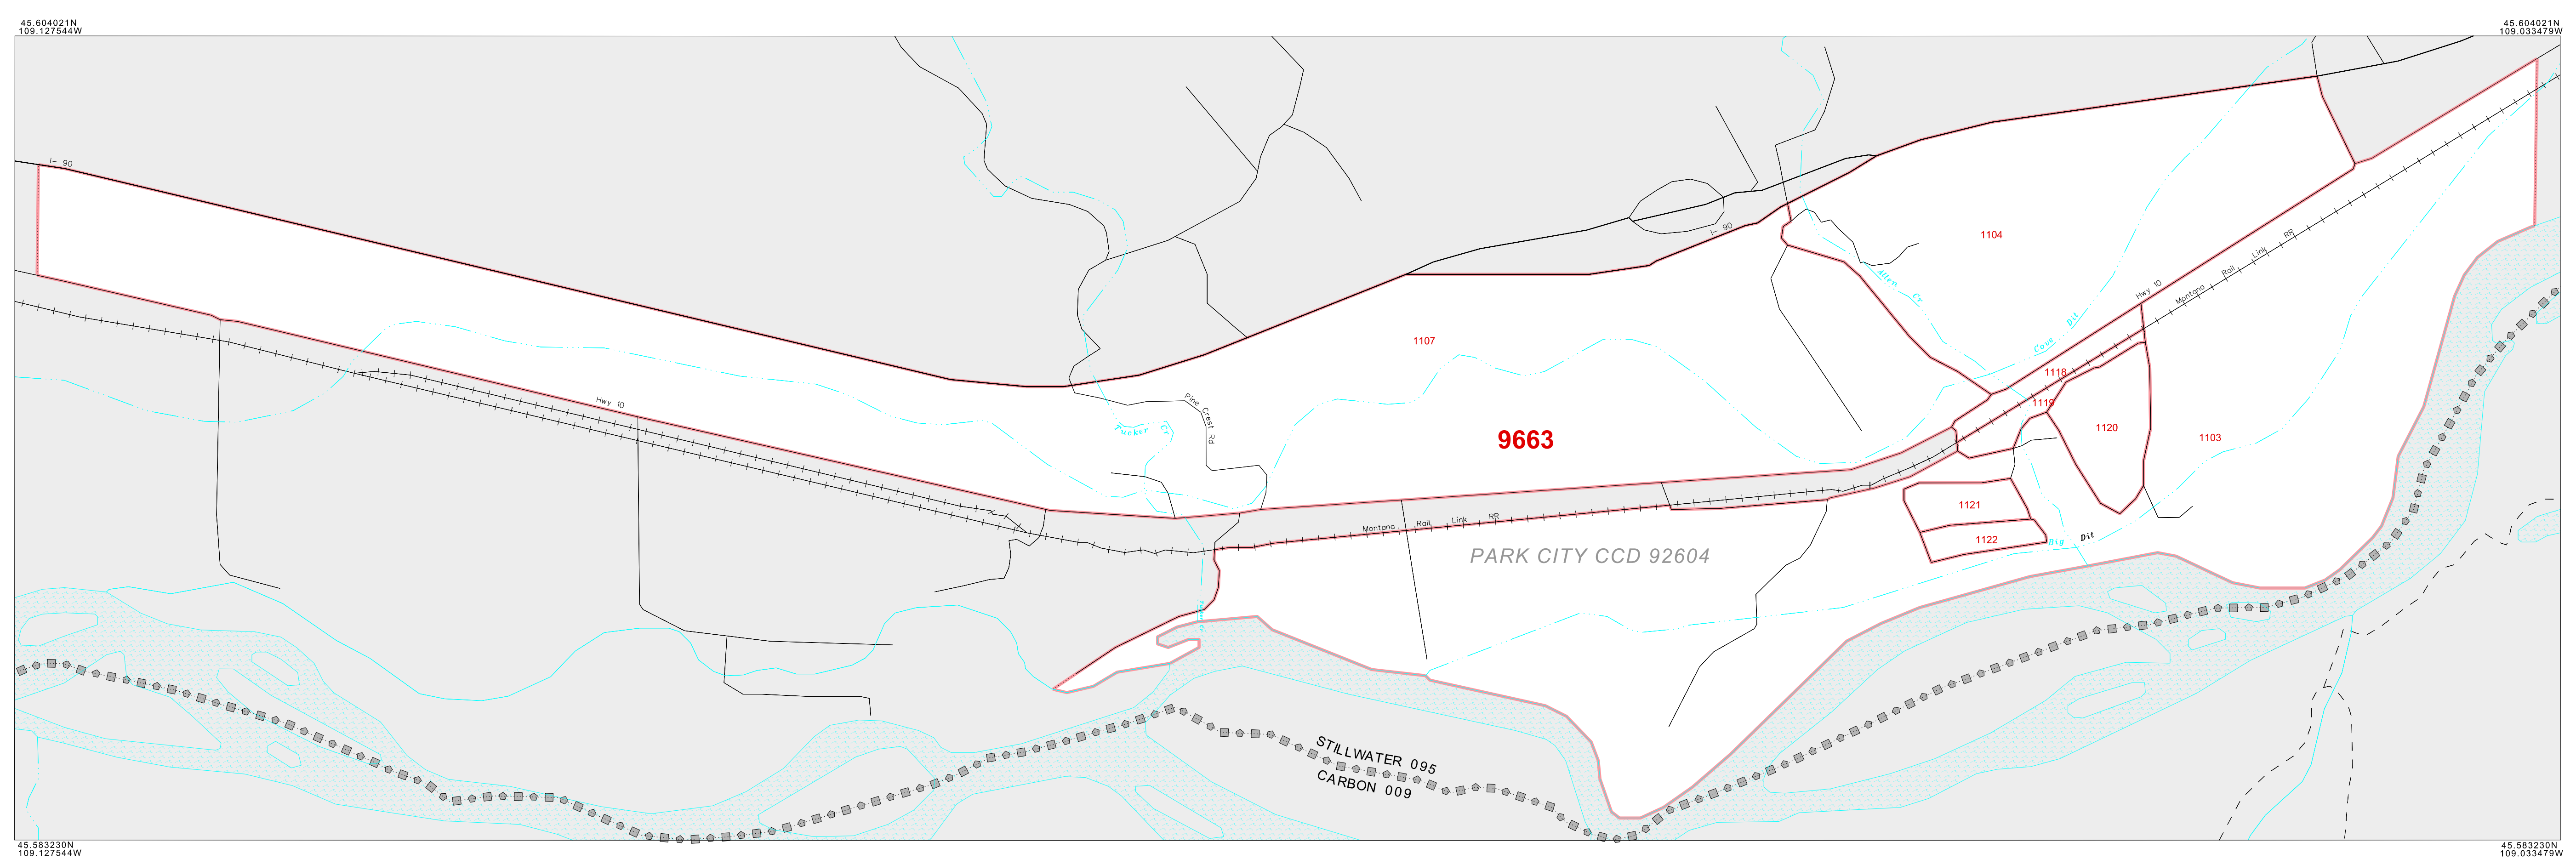 45.604021N
109.127544W
45.604021N
109.033479W
I- 90
I- 90
1104
Allen Cr
Hwy 10
Montana Rail Link RR
Cove Dit
1107
1118
1119
1120
1103
Hwy 10
Pine Crest Rd
Tucker Cr
9663
Montana Rail Link RR
1121
1122
Big Dit
PARK CITY CCD 92604
STILLWATER 095
CARBON 009
45.583230N
109.127544W
45.583230N
109.033479W